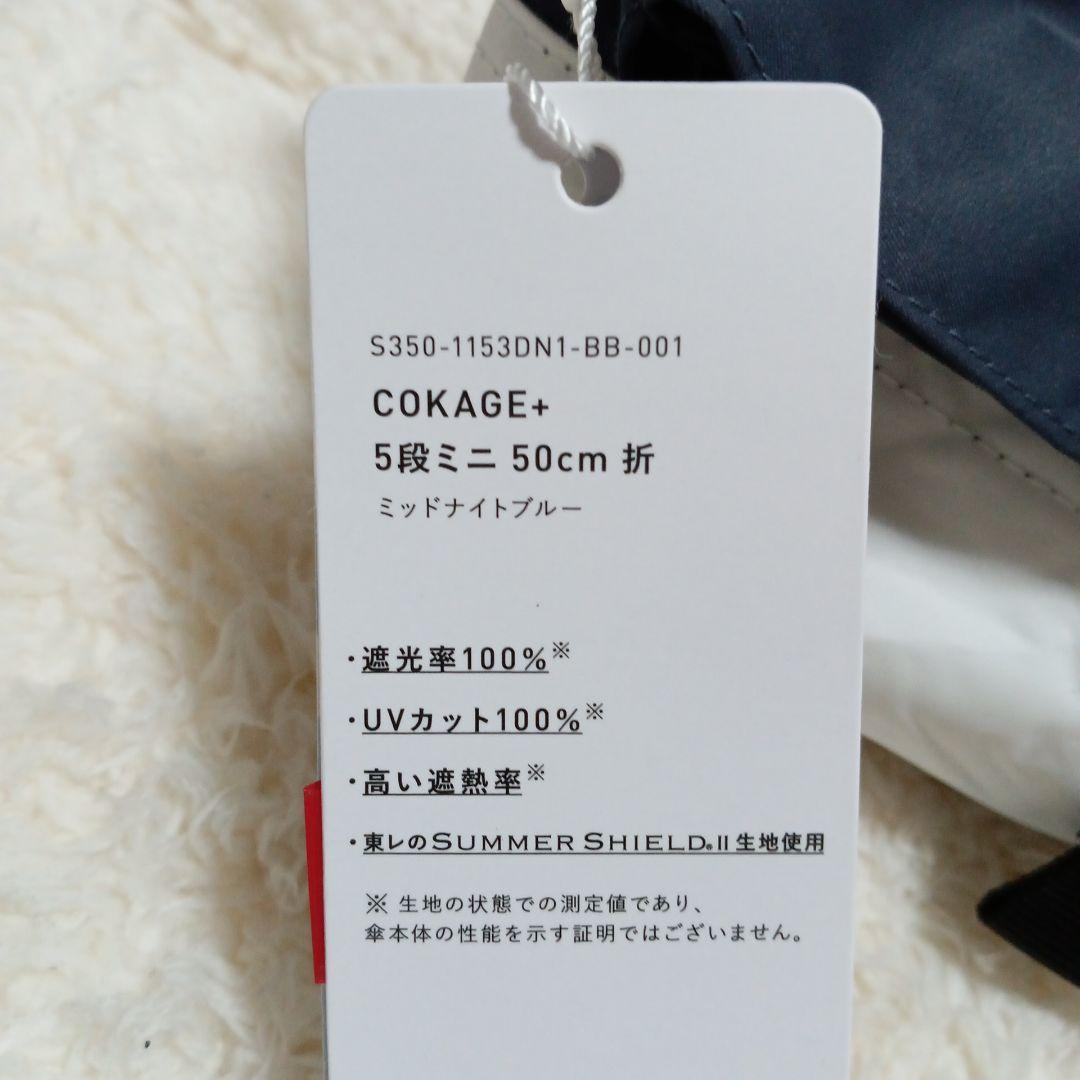 S350-1153DN1-BB-001
COKAGE+
5段ミニ 50cm 折
ミッドナイトブルー
・遮光率100%※
・UVカット100%※
・高い遮熱率※
・東レのSUMMER SHIELD®II生地使用
※ 生地の状態での測定値であり、
傘本体の性能を示す証明ではございません。